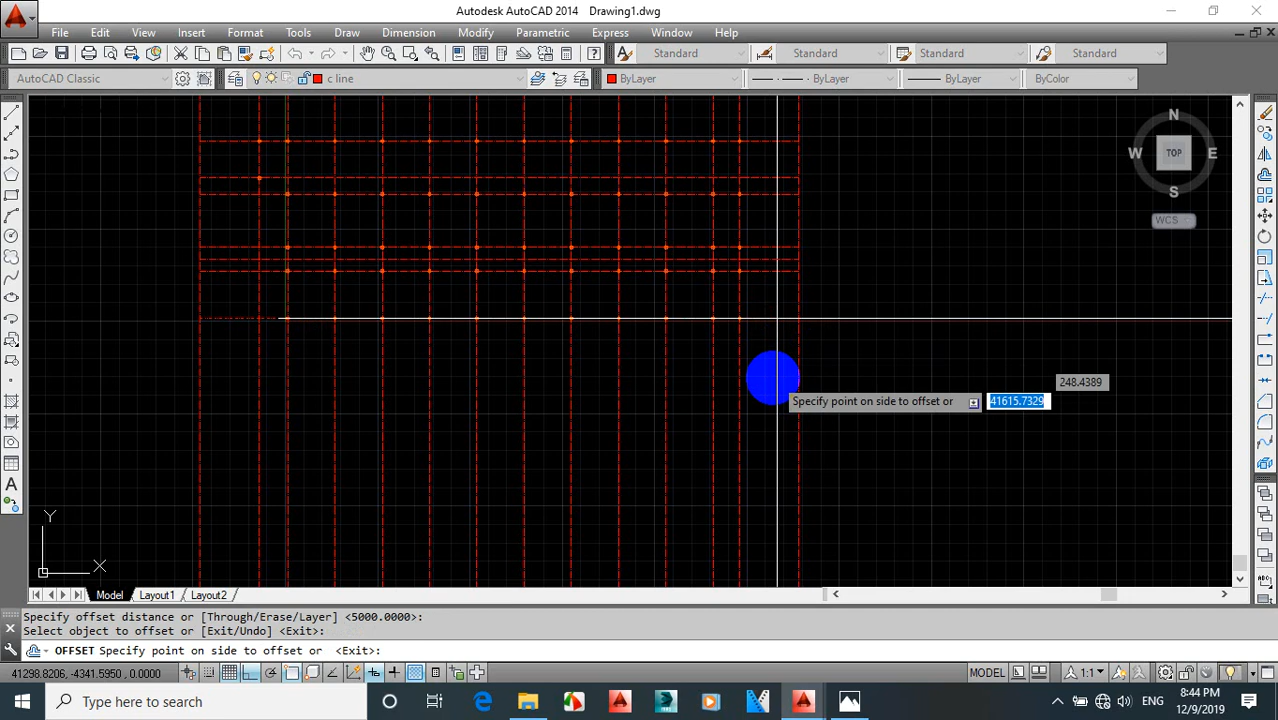 Autodesk AutoCAD 2014 Drawing1.dwg
File Edit View Insert Format Tools Draw Dimension Modify Parametric Express Window Help
Standard Standard Standard Standard
AutoCAD Classic c line ByLayer ByLayer ByLayer ByColor
N
W TOP E
S
WCS
248.4389
Specify point on side to offset or 41615.7329
Y
X
Model Layout1 Layout2
Specify offset distance or [Through/Erase/Layer] <5000.0000>:
Select object to offset or [Exit/Undo] <Exit>:
OFFSET Specify point on side to offset or <Exit>:
41298.8206, -4341.5950, 0.0000 MODEL 1:1
Type here to search ENG 8:44 PM
12/9/2019